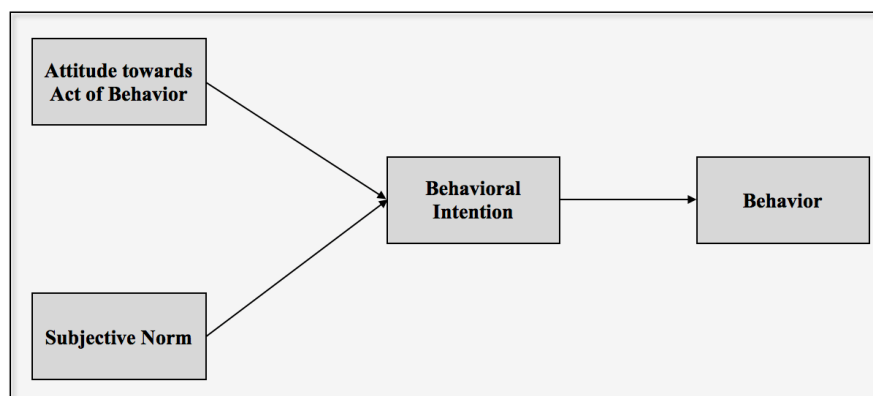 Attitude towards
Act of Behavior
Behavioral
Intention
Behavior
Subjective Norm